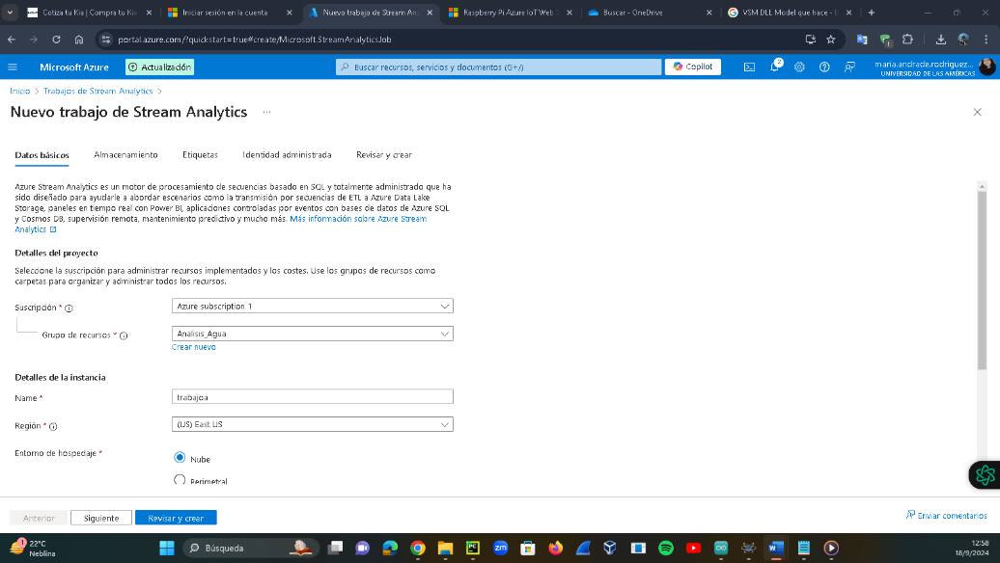 Cotiza tu Kia | Compra tu Kia
Iniciar sesión en la cuenta
Nuevo trabajo de Stream An
Raspberry Pi Azure IoT Web S
Buscar - OneDrive
VSM DLL Model que hace - B
portal.azure.com/?quickstart=true#create/Microsoft.StreamAnalyticsJob
Microsoft Azure
Actualización
Buscar recursos, servicios y documentos (G+/)
Copilot
2
maria.andrade.rodriguez...
UNIVERSIDAD DE LAS AMÉRICAS
Inicio > Trabajos de Stream Analytics >
Nuevo trabajo de Stream Analytics ...
Datos básicos
Almacenamiento
Etiquetas
Identidad administrada
Revisar y crear
Azure Stream Analytics es un motor de procesamiento de secuencias basado en SQL y totalmente administrado que ha
sido diseñado para ayudarle a abordar escenarios como la transmisión por secuencias de ETL a Azure Data Lake
Storage, paneles en tiempo real con Power BI, aplicaciones controladas por eventos con bases de datos de Azure SQL
y Cosmos DB, supervisión remota, mantenimiento predictivo y mucho más. Más información sobre Azure Stream
Analytics
Detalles del proyecto
Seleccione la suscripción para administrar recursos implementados y los costes. Use los grupos de recursos como
carpetas para organizar y administrar todos los recursos.
Suscripción *
Azure subscription 1
Grupo de recursos *
Analisis_Agua
Crear nuevo
Detalles de la instancia
Name *
trabajoa
Región *
(US) East US
Entorno de hospedaje *
Nube
Perimetral
Anterior
Siguiente
Revisar y crear
Enviar comentarios
1
22°C
Neblina
Búsqueda
zm
12:58
18/9/2024